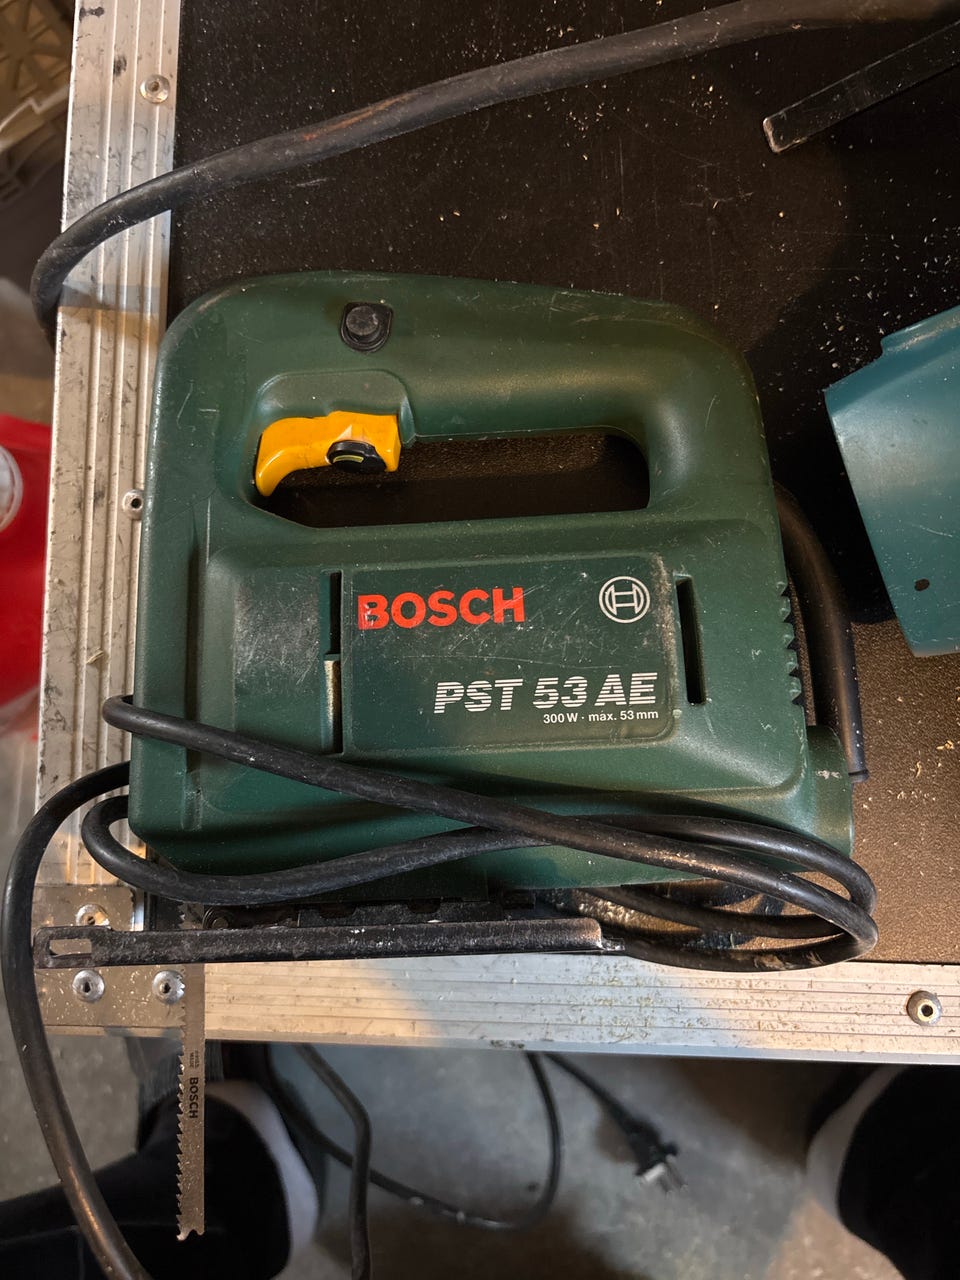 BOSCH
PST 53 AE
300 W · max. 53 mm
BOSCH